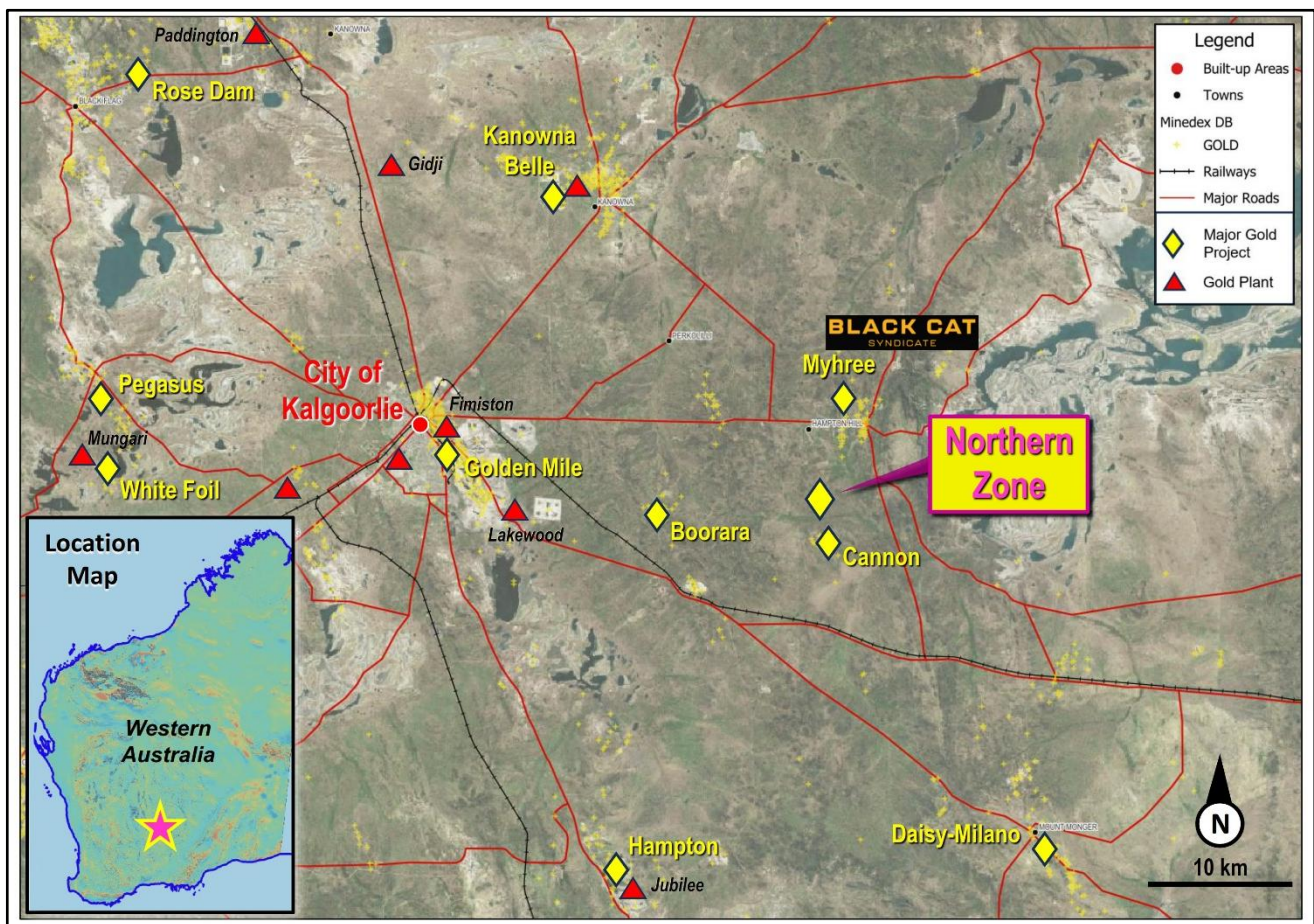 Paddington
KANOWNA
Rose Dam
BLACK FLAG
Gidji
Kanowna
Belle
KANOWNA
Legend
Built-up Areas
Towns
Minedex DB
GOLD
Railways
Major Roads
Major Gold
Project
Gold Plant
PERKOLILLI
BLACK CAT
SYNDICATE
Myhree
HAMPTON HILL
Pegasus
City of
Kalgoorlie
Fimiston
Mungari
White Foil
Golden Mile
Northern
Zone
Lakewood
Boorara
Cannon
Location
Map
Western
Australia
Hampton
Jubilee
Daisy-Milano
MOUNT MONGER
N
10 km